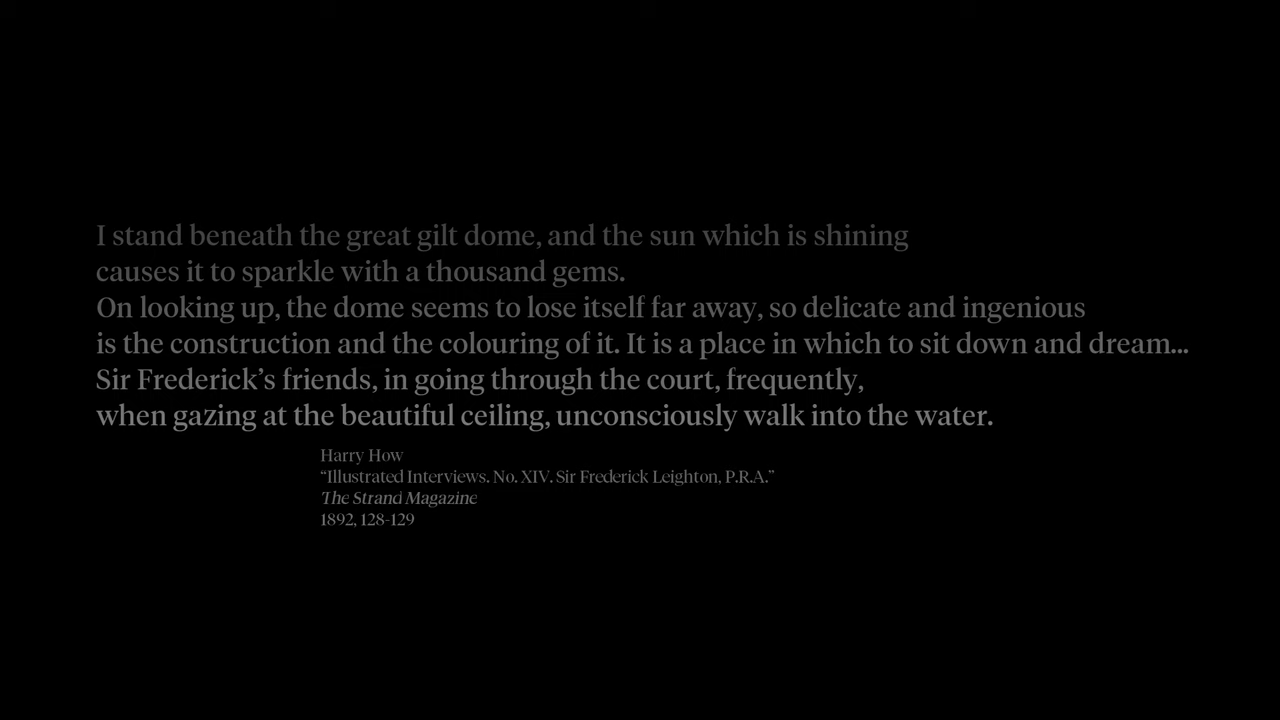 I stand beneath the great gilt dome, and the sun which is shining
causes it to sparkle with a thousand gems.
On looking up, the dome seems to lose itself far away, so delicate and ingenious
is the construction and the colouring of it. It is a place in which to sit down and dream...
Sir Frederick’s friends, in going through the court, frequently,
when gazing at the beautiful ceiling, unconsciously walk into the water.
Harry How
“Illustrated Interviews. No. XIV. Sir Frederick Leighton, P.R.A.”
The Strand Magazine
1892, 128-129